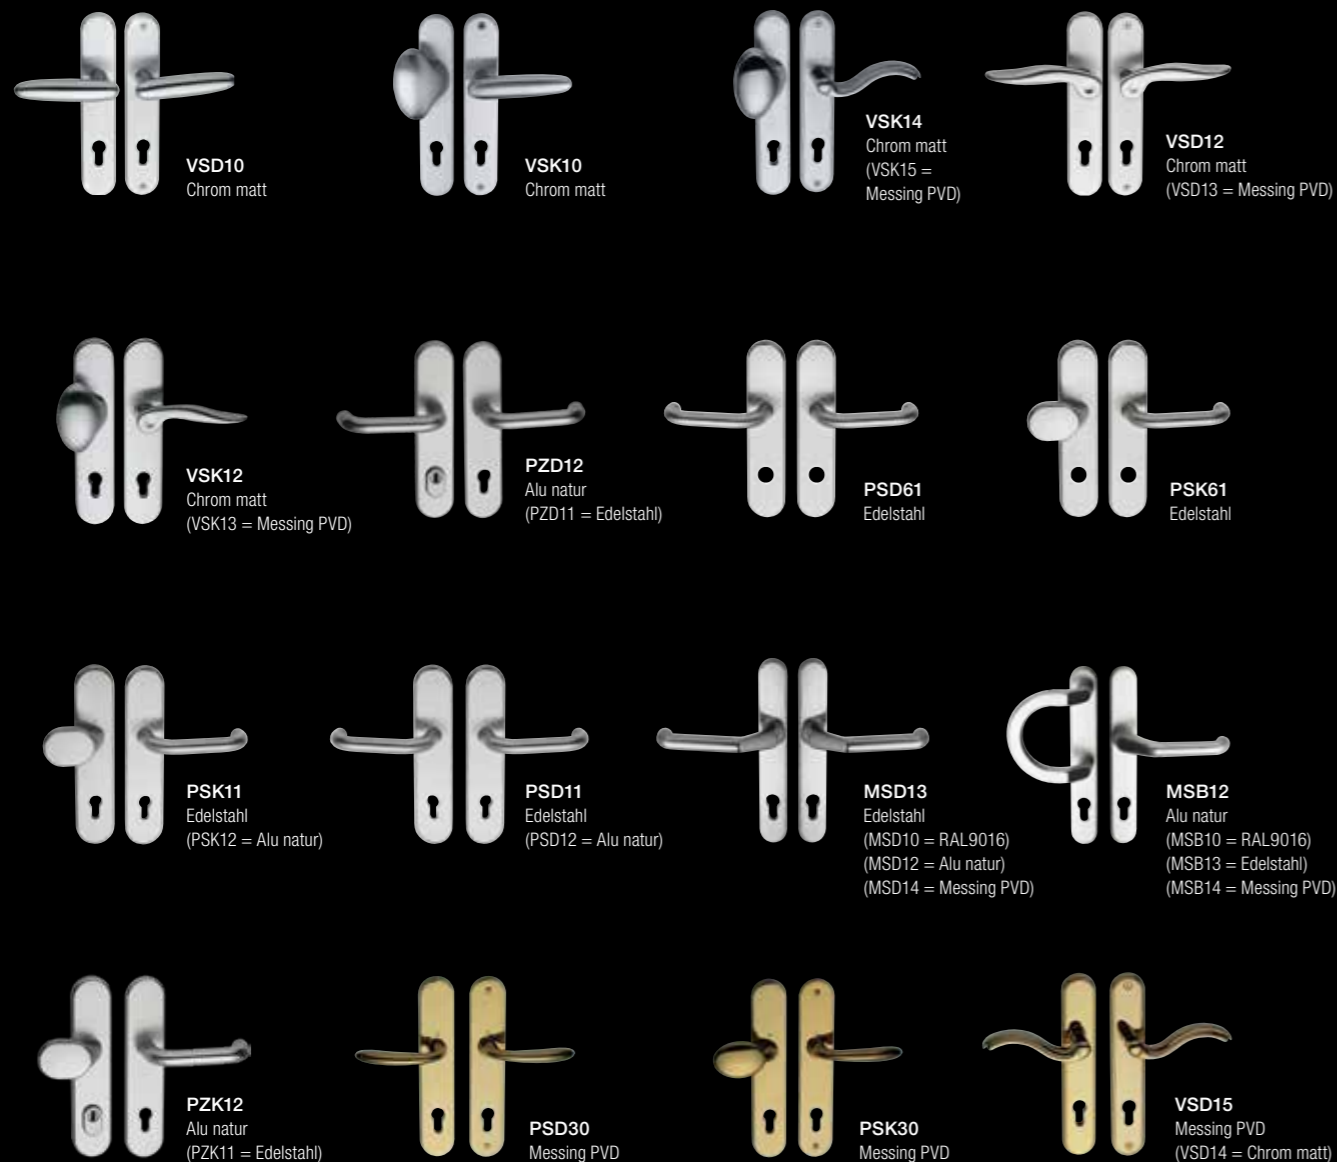 VSD10
Chrom matt
VSK10
Chrom matt
VSK14
Chrom matt
(VSK15 =
Messing PVD)
VSD12
Chrom matt
(VSD13 = Messing PVD)
VSK12
Chrom matt
(VSK13 = Messing PVD)
PZD12
Alu natur
(PZD11 = Edelstahl)
PSD61
Edelstahl
PSK61
Edelstahl
PSK11
Edelstahl
(PSK12 = Alu natur)
PSD11
Edelstahl
(PSD12 = Alu natur)
MSD13
Edelstahl
(MSD10 = RAL9016)
(MSD12 = Alu natur)
(MSD14 = Messing PVD)
MSB12
Alu natur
(MSB10 = RAL9016)
(MSB13 = Edelstahl)
(MSB14 = Messing PVD)
PZK12
Alu natur
(PZK11 = Edelstahl)
PSD30
Messing PVD
PSK30
Messing PVD
VSD15
Messing PVD
(VSD14 = Chrom matt)